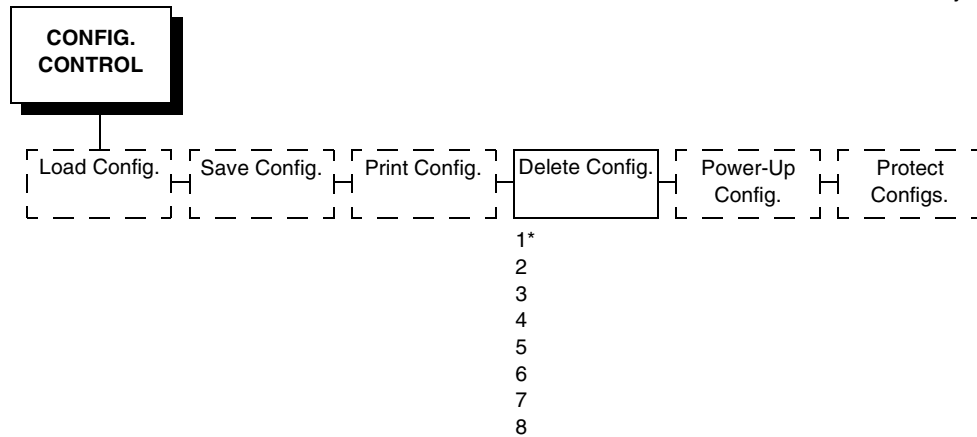 CONFIG.
CONTROL
Load Config.
Save Config.
Print Config.
Delete Config.
Power-Up
Config.
Protect
Configs.
1*
2
3
4
5
6
7
8